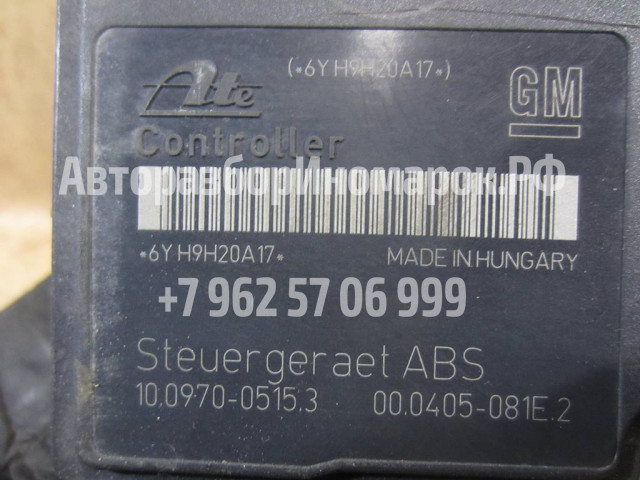 (*6Y H9H20A17*)
Ate GM
Controller
АвторазборИномарок.РФ
*6Y H9H20A17* MADE IN HUNGARY
+7 962 57 06 999
Steuergeraet ABS
10.0970-0515.3 00.0405-081E.2